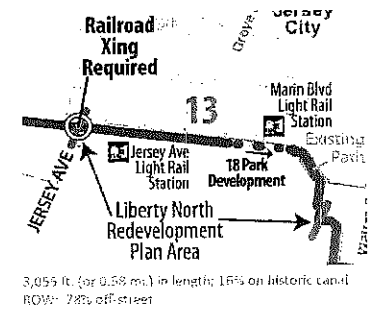 Jersey
City
Grove
Railroad
Xing
Required
Marin Blvd
Light Rail
Station
13
Existing
Path
Jersey Ave
Light Rail
Station
18 Park
Development
JERSEY AVE
Liberty North
Redevelopment
Plan Area
3,055 ft. (or 0.58 mi.) in length; 16% on historic canal
ROW; 78% off-street